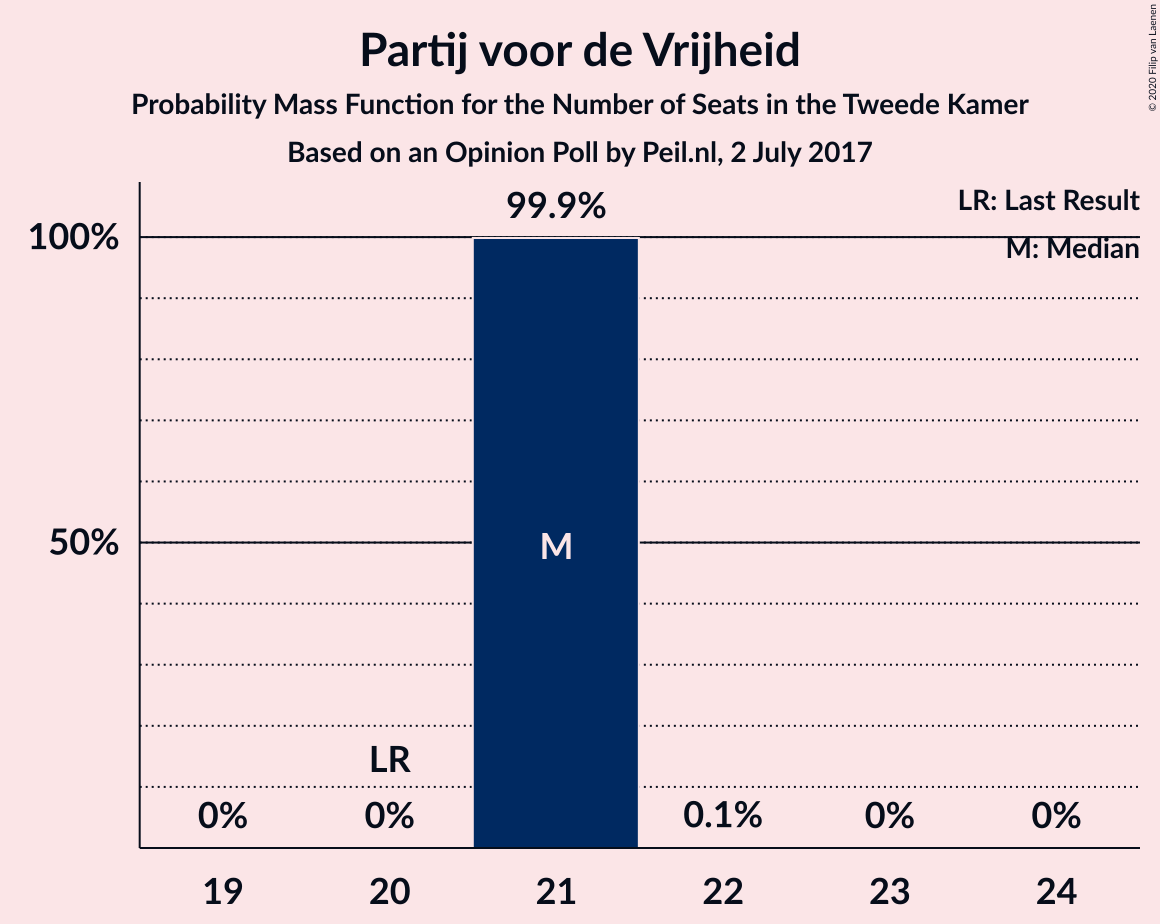 Partij voor de Vrijheid
Probability Mass Function for the Number of Seats in the Tweede Kamer
Based on an Opinion Poll by Peil.nl, 2 July 2017
© 2020 Filip van Laenen
LR: Last Result
M: Median
99.9%
100%
50%
M
LR
0%
0%
0.1%
0%
0%
19
20
21
22
23
24